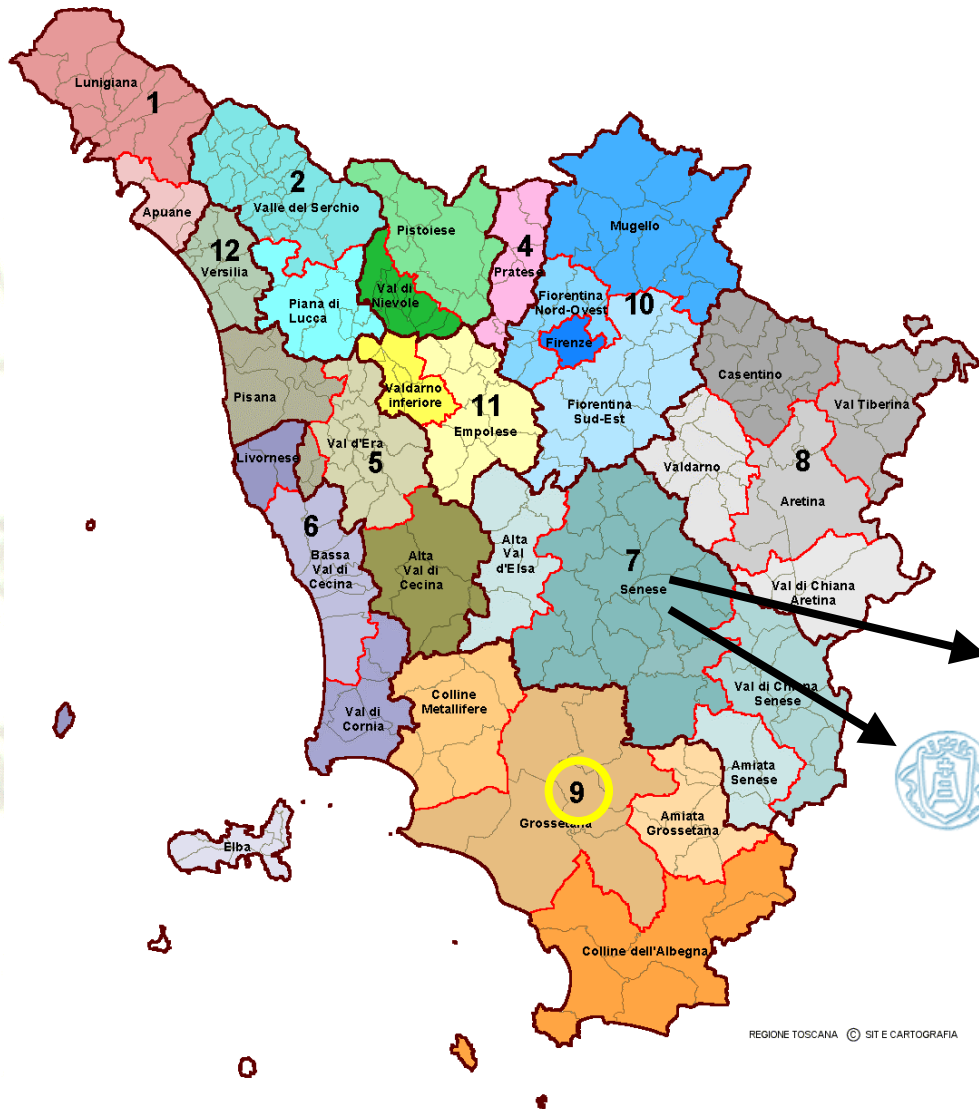 Lunigiana
1
Apuane
2
Valle del Serchio
12
Versilia
Piana di
Lucca
Pistoiese
Val di
Nievole
4
Pratese
Mugello
Fiorentina
Nord-Ovest
10
Firenze
Fiorentina
Sud-Est
Casentino
Val Tiberina
Pisana
Valdarno
inferiore
11
Empolese
Val d'Era
5
Livornese
Valdarno
8
Aretina
6
Bassa
Val di
Cecina
Alta
Val di
Cecina
Alta
Val
d'Elsa
7
Senese
Val di Chiana
Aretina
Val di Chiana
Senese
Val di
Cornia
Colline
Metallifere
Amiata
Senese
9
Grossetana
Amiata
Grossetana
Elba
Colline dell'Albegna
REGIONE TOSCANA © SIT E CARTOGRAFIA